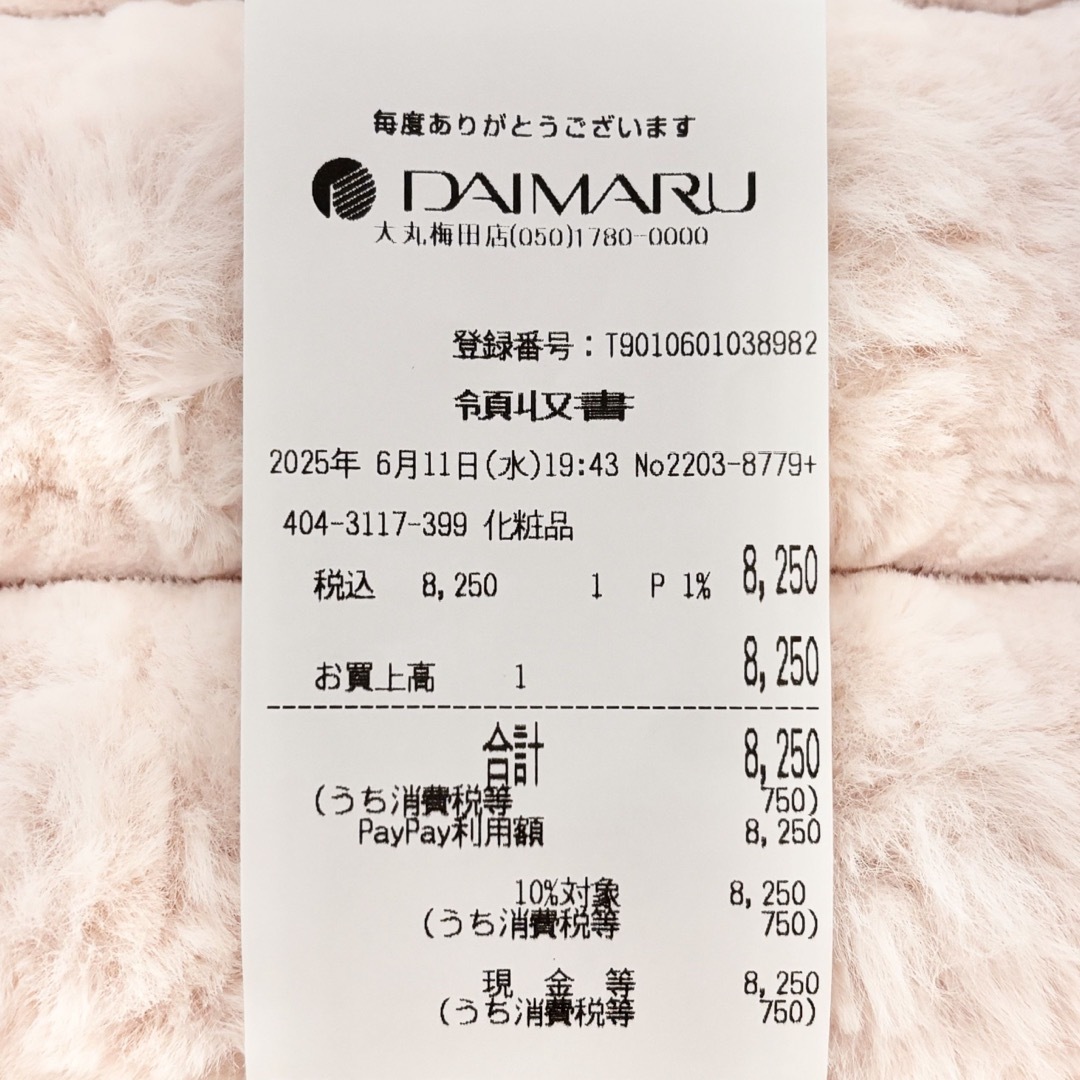 毎度ありがとうございます
DAIMARU
大丸梅田店(050)1780-0000
登録番号：T9010601038982
領収書
2025年 6月11日(水)19:43 No2203-8779+
404-3117-399 化粧品
税込 8,250 1 P 1% 8,250
お買上高 1 8,250
合計 8,250
(うち消費税等 750)
PayPay利用額 8,250
10%対象 8,250
(うち消費税等 750)
現 金 等 8,250
(うち消費税等 750)